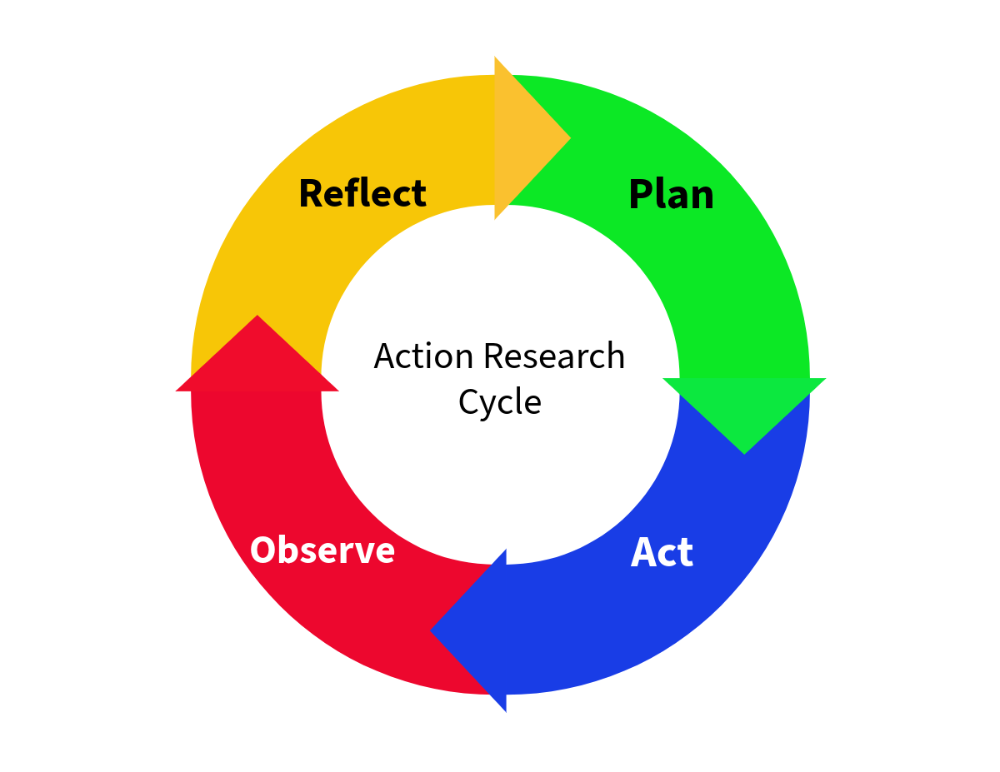 Reflect
Plan
Action Research
Cycle
Observe
Act